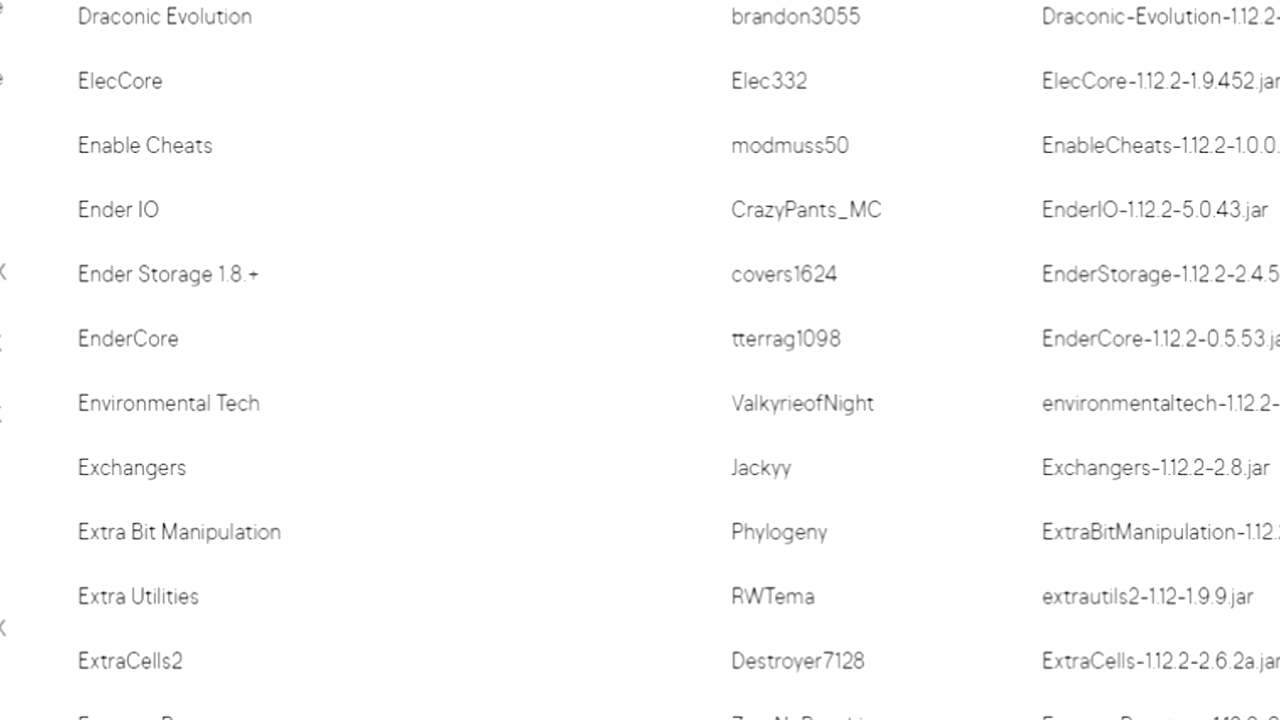 Draconic Evolution brandon3055 Draconic-Evolution-1.12.2-
ElecCore Elec332 ElecCore-1.12.2-1.9.452.jar
Enable Cheats modmuss50 EnableCheats-1.12.2-1.0.0.
Ender IO CrazyPants_MC EnderIO-1.12.2-5.0.43.jar
Ender Storage 1.8.+ covers1624 EnderStorage-1.12.2-2.4.5
EnderCore tterrag1098 EnderCore-1.12.2-0.5.53.ja
Environmental Tech ValkyrieofNight environmentaltech-1.12.2-
Exchangers Jackyy Exchangers-1.12.2-2.8.jar
Extra Bit Manipulation Phylogeny ExtraBitManipulation-1.12.
Extra Utilities RWTema extrautils2-1.12-1.9.9.jar
ExtraCells2 Destroyer7128 ExtraCells-1.12.2-2.6.2a.jar